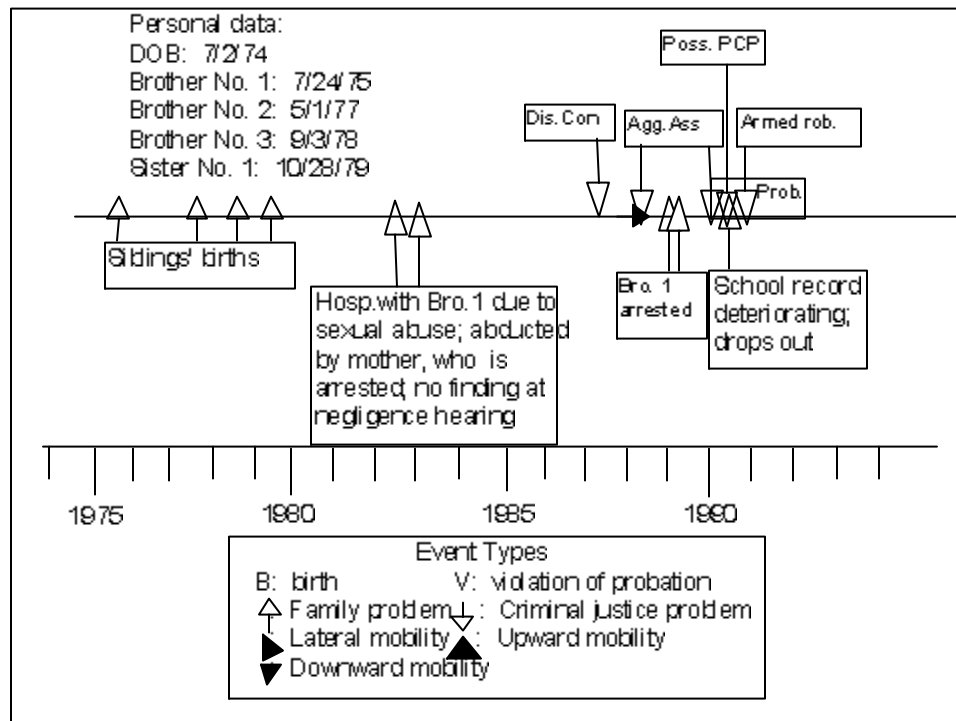 Personal data:
DOB: 7/2/74
Brother No. 1: 7/24/75
Brother No. 2: 5/1/77
Brother No. 3: 9/3/78
Sister No. 1: 10/28/79
Poss. PCP
Dis. Con
Agg. Ass
Armed rob.
Prob.
Siblings' births
Hosp. with Bro. 1 due to
sexual abuse; abducted
by mother, who is
arrested; no finding at
negligence hearing
Bro. 1
arrested
School record
deteriorating;
drops out
1975
1980
1985
1990
Event Types
B: birth
V: violation of probation
Family problem
: Criminal justice problem
Lateral mobility
: Upward mobility
: Downward mobility